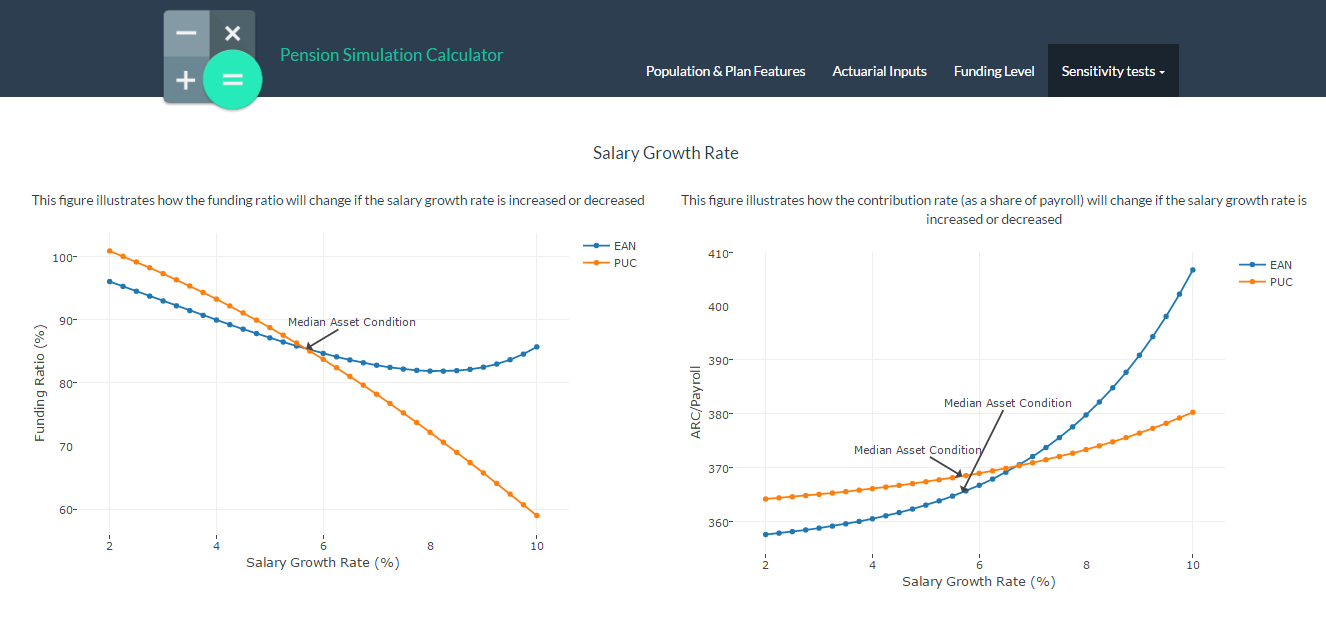 Pension Simulation Calculator
Population & Plan Features
Actuarial Inputs
Funding Level
Sensitivity tests
Salary Growth Rate
This figure illustrates how the funding ratio will change if the salary growth rate is increased or decreased
100
90
80
70
60
Funding Ratio (%)
2
4
6
8
10
Salary Growth Rate (%)
Median Asset Condition
EAN
PUC
This figure illustrates how the contribution rate (as a share of payroll) will change if the salary growth rate is
increased or decreased
410
400
390
380
370
360
ARC/Payroll
2
4
6
8
10
Salary Growth Rate (%)
Median Asset Condition
Median Asset Condition
EAN
PUC